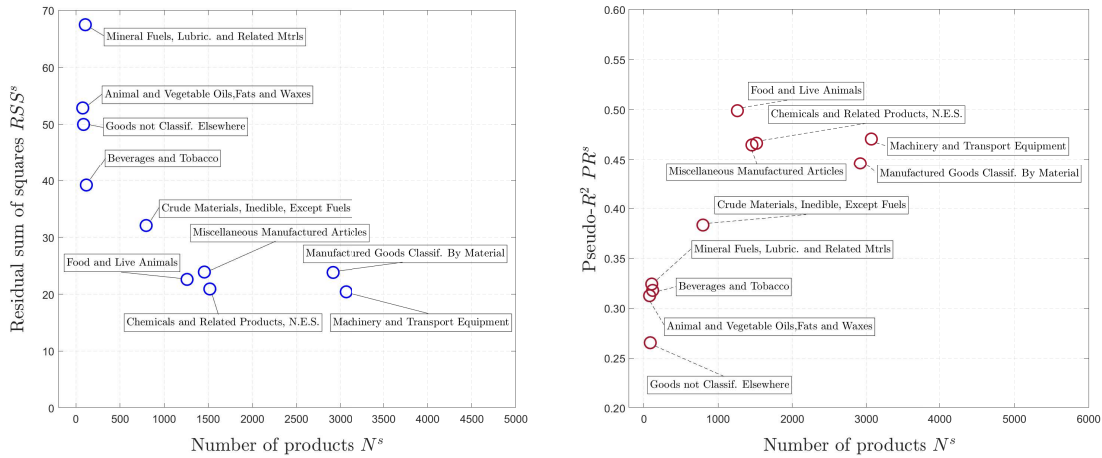 70
60
50
40
30
20
10
0
0 500 1000 1500 2000 2500 3000 3500 4000 4500 5000
Residual sum of squares RSS^s
Number of products N^s
Mineral Fuels, Lubric. and Related Mtrls
Animal and Vegetable Oils,Fats and Waxes
Goods not Classif. Elsewhere
Beverages and Tobacco
Crude Materials, Inedible, Except Fuels
Miscellaneous Manufactured Articles
Manufactured Goods Classif. By Material
Food and Live Animals
Chemicals and Related Products, N.E.S.
Machinery and Transport Equipment
0.60
0.55
0.50
0.45
0.40
0.35
0.30
0.25
0.20
0 1000 2000 3000 4000 5000 6000
Pseudo-R^2 PR^s
Number of products N^s
Food and Live Animals
Chemicals and Related Products, N.E.S.
Machinery and Transport Equipment
Miscellaneous Manufactured Articles
Manufactured Goods Classif. By Material
Crude Materials, Inedible, Except Fuels
Mineral Fuels, Lubric. and Related Mtrls
Beverages and Tobacco
Animal and Vegetable Oils,Fats and Waxes
Goods not Classif. Elsewhere